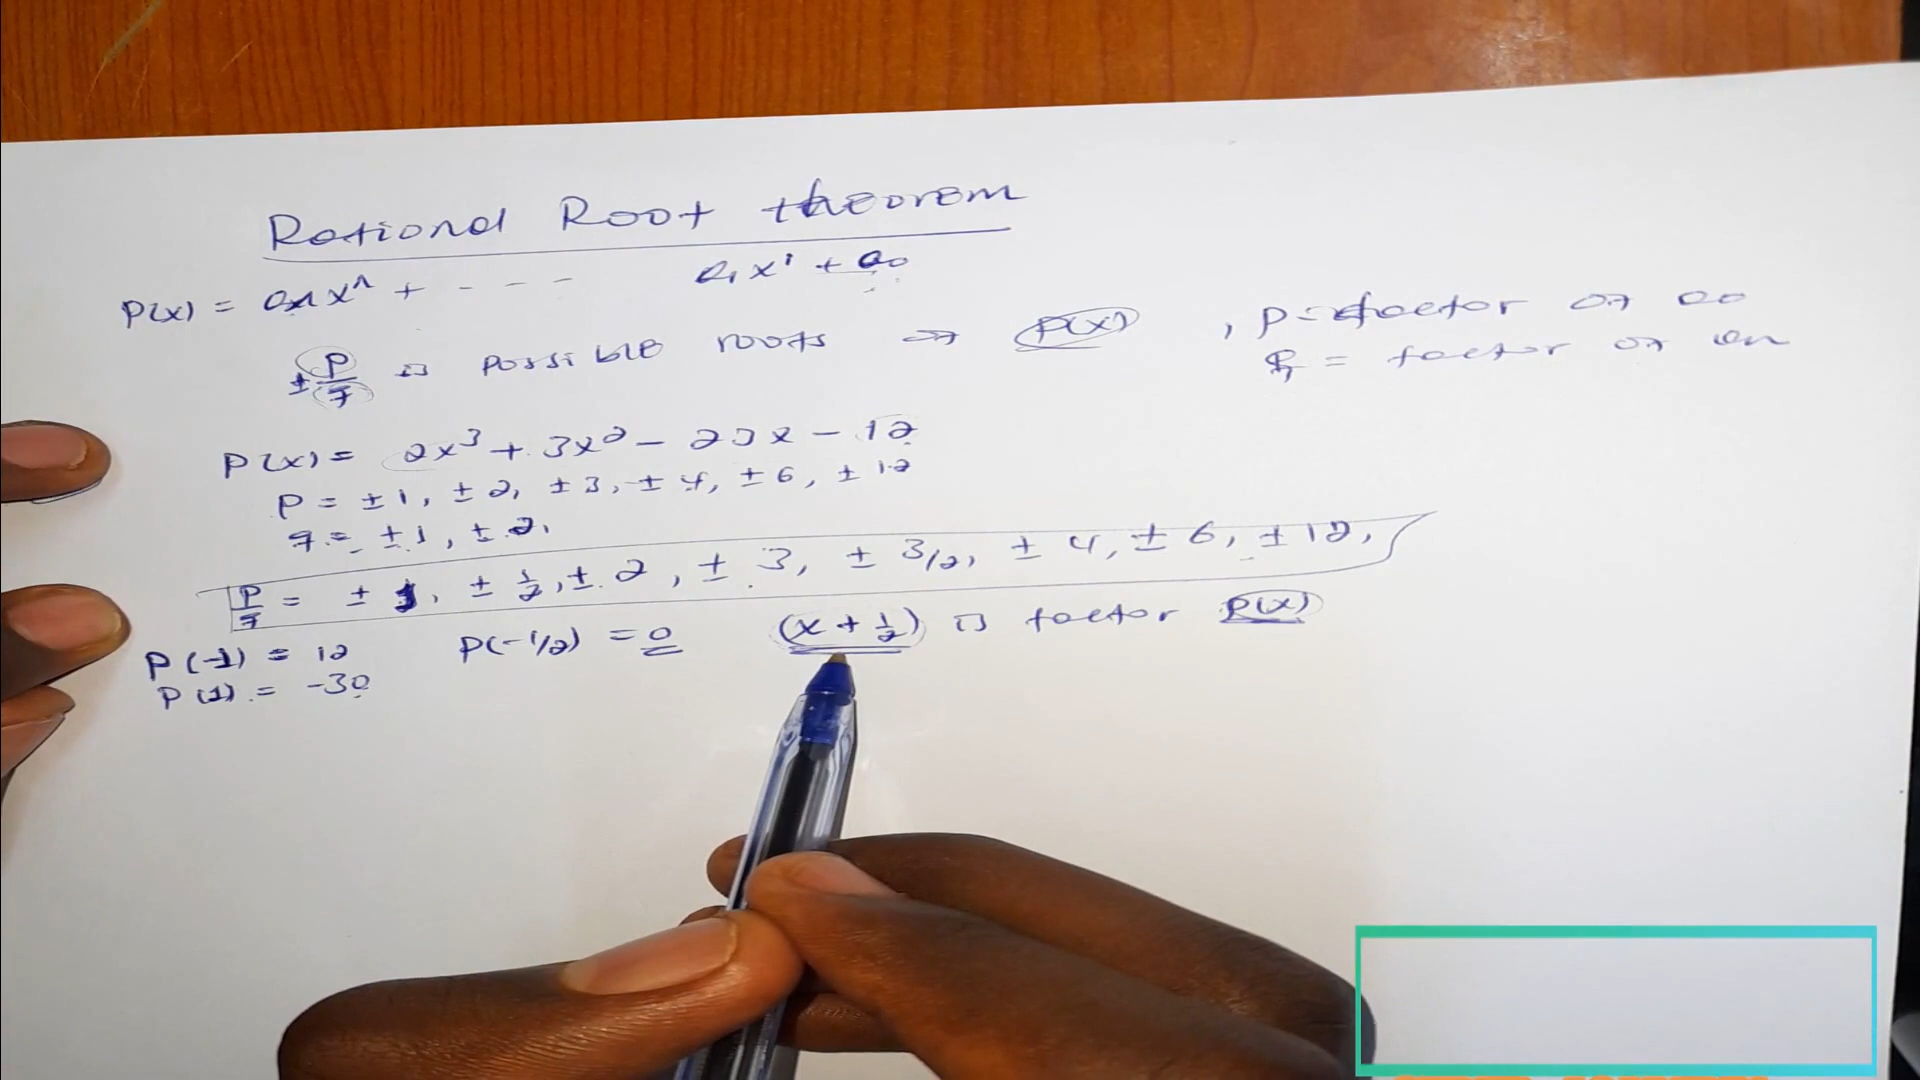 Rational Root theorem
P(x) = anxⁿ + - - - a₁x¹ + a₀
± p/q is possible roots of P(x) , p = factor of a₀
q = factor of an
P(x) = 2x³ + 3x² - 23x - 12
P = ±1, ±2, ±3, ±4, ±6, ±12
q = ±1, ±2,
p/q = ±1, ±1/2, ±2, ±3, ±3/2, ±4, ±6, ±12,
P(-1) = 12 P(-1/2) = 0 (x + 1/2) is factor P(x)
P(1) = -30